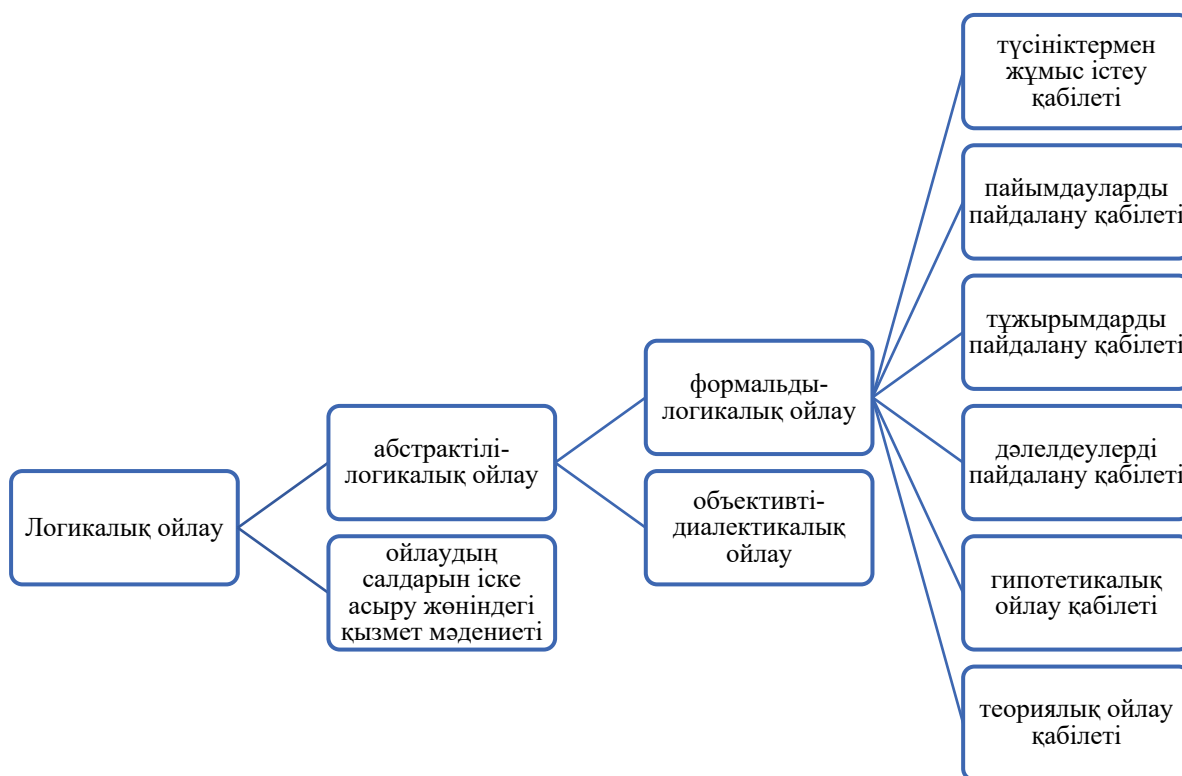 Логикалық ойлау
абстрактілі-
логикалық ойлау
ойлаудың
салдарын іске
асыру жөніндегі
қызмет мәдениеті
формальды-
логикалық ойлау
объективті-
диалектикалық
ойлау
түсініктермен
жұмыс істеу
қабілеті
пайымдауларды
пайдалану қабілеті
тұжырымдарды
пайдалану қабілеті
дәлелдеулерді
пайдалану қабілеті
гипотетикалық
ойлау қабілеті
теориялық ойлау
қабілеті